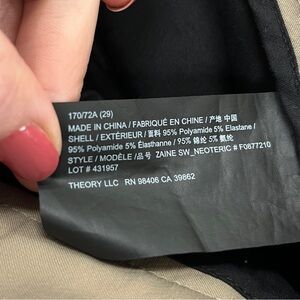 170/72A (29)
MADE IN CHINA / FABRIQUÉ EN CHINE / 产地 中国
SHELL / EXTÉRIEUR / 面料 95% Polyamide 5% Elastane /
95% Polyamide 5% Élasthanne / 95% 锦纶 5% 氨纶
STYLE / MODÈLE /品号 ZAINE SW_NEOTERIC # F0877210
LOT # 431957
THEORY LLC RN 98406 CA 39862